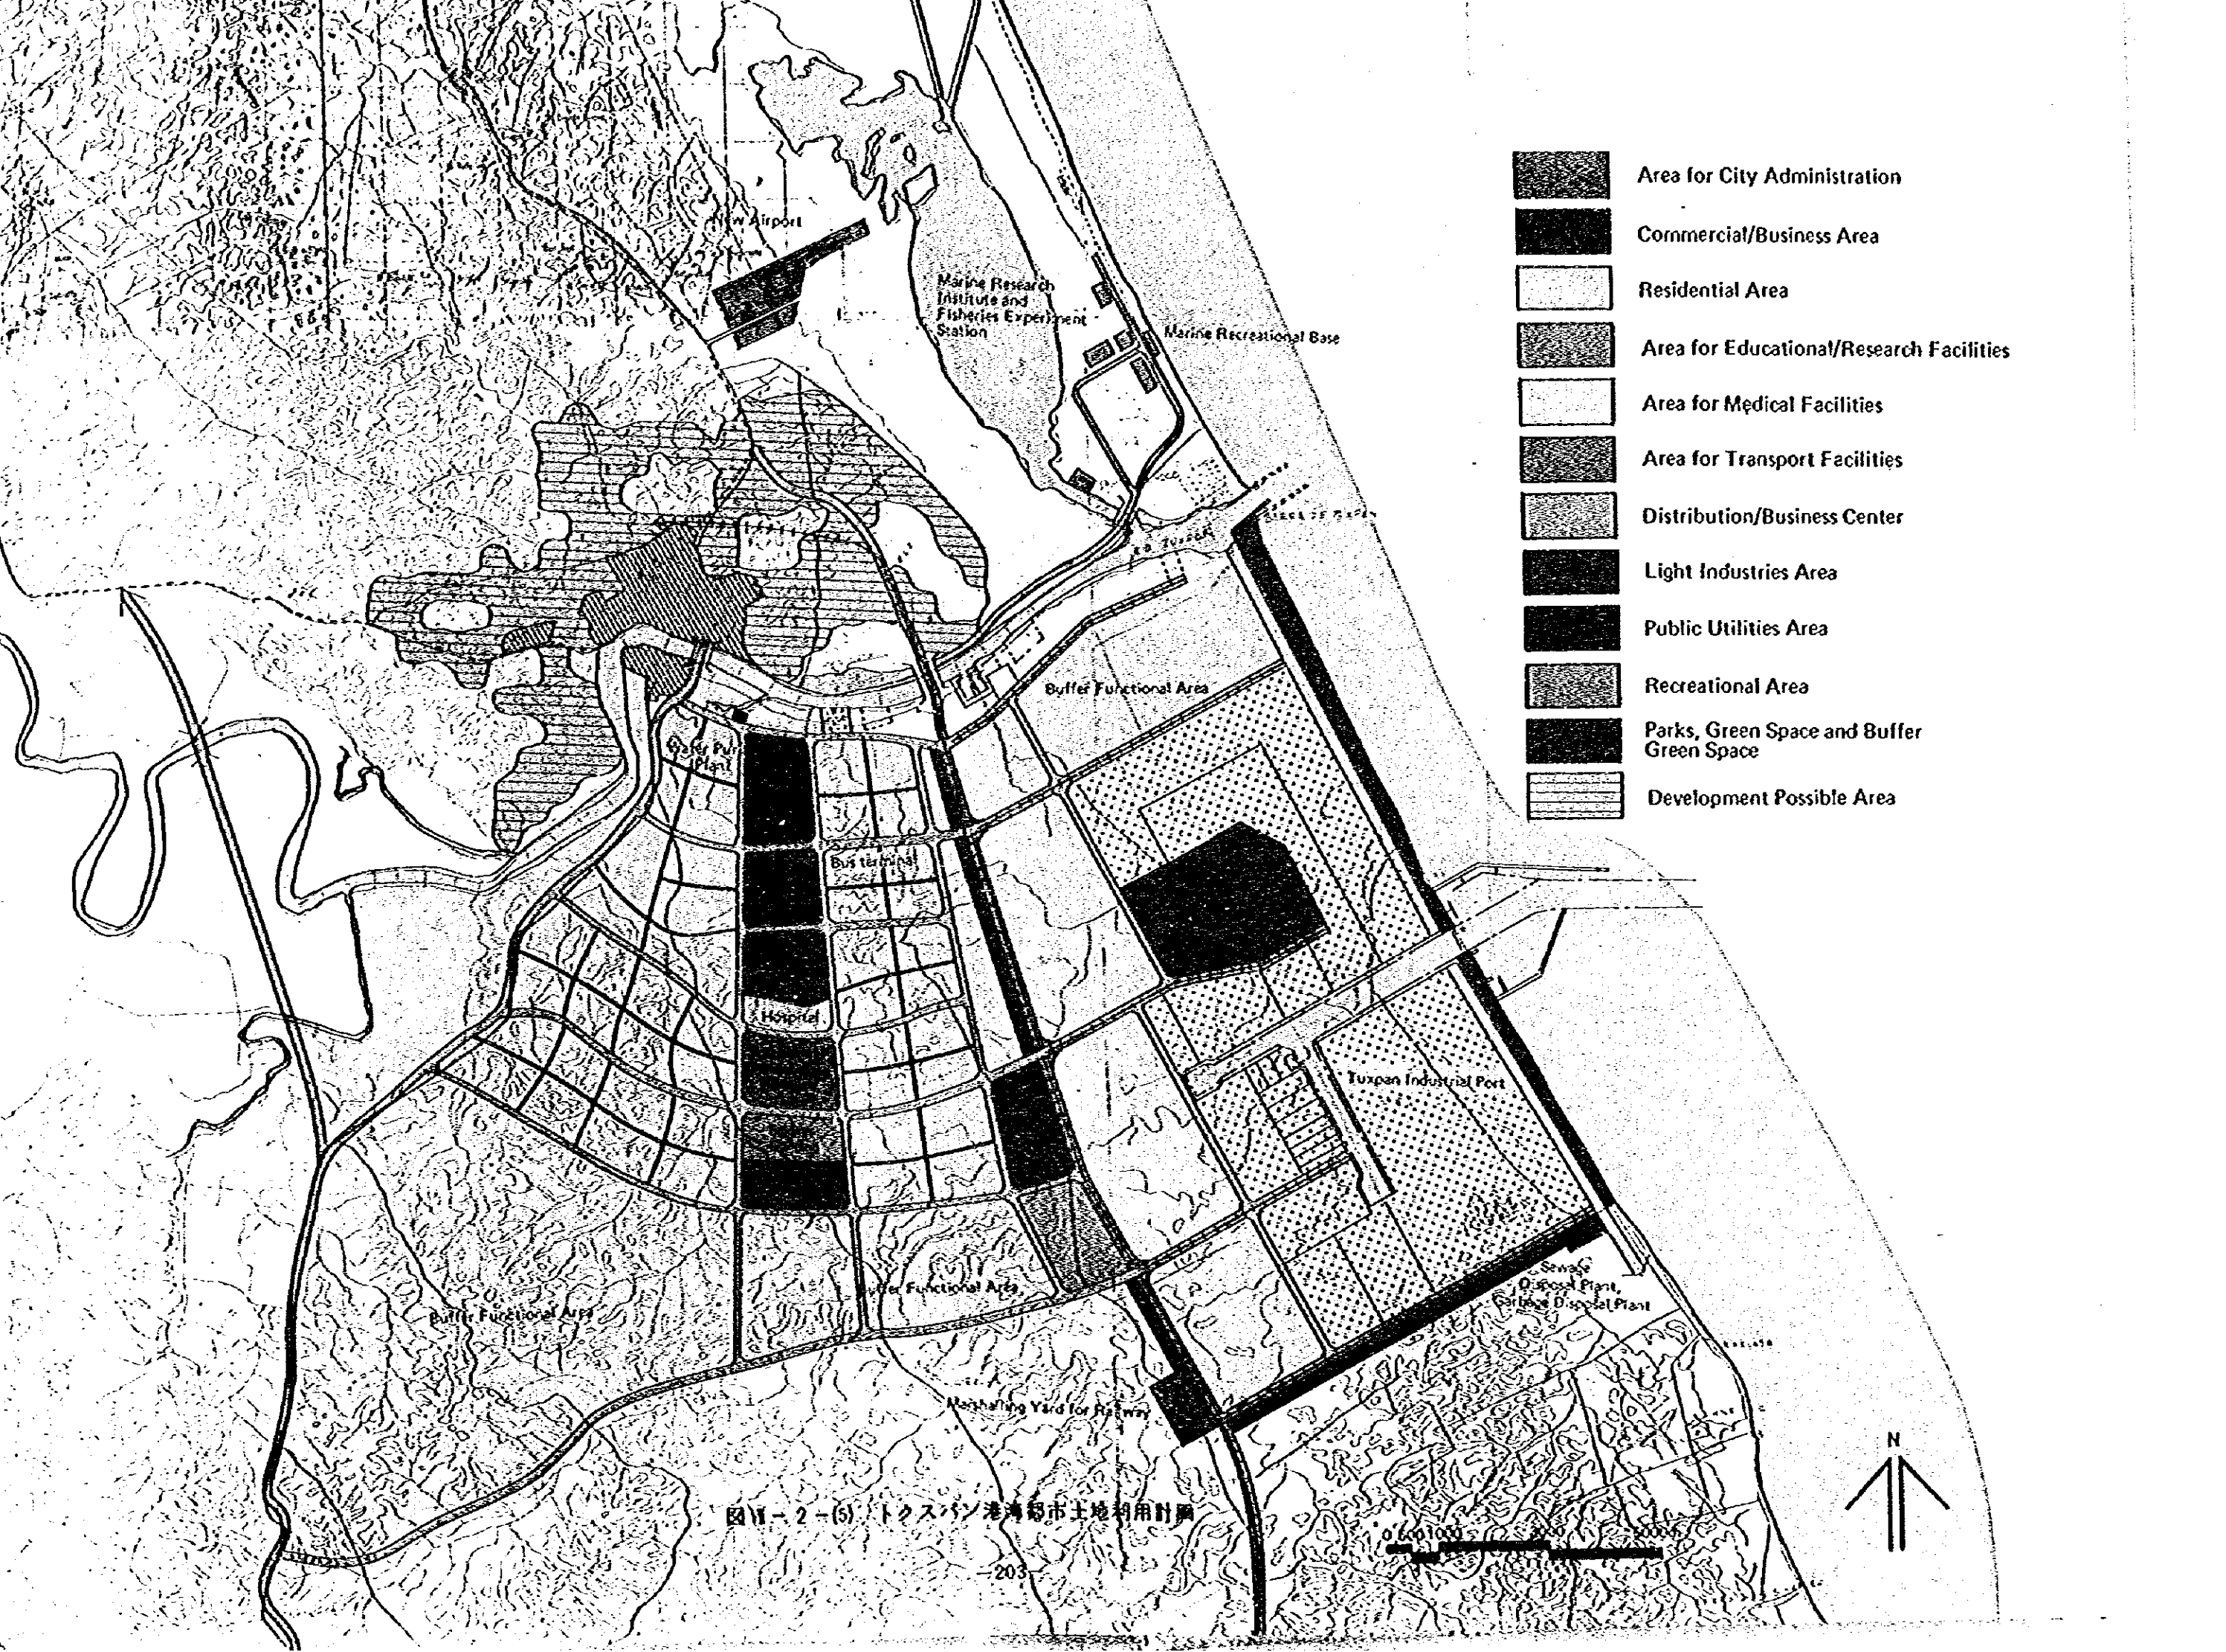 New Airport
Marine Research
Institute and
Fisheries Experiment
Station
Marine Recreational Base
Area for City Administration
Commercial/Business Area
Residential Area
Area for Educational/Research Facilities
Area for Medical Facilities
Area for Transport Facilities
Distribution/Business Center
Light Industries Area
Public Utilities Area
Recreational Area
Parks, Green Space and Buffer
Green Space
Development Possible Area
Buffer Functional Area
Water Pur
Plant
Bus terminal
Hospital
Tuxpan Industrial Port
Sewage
Disposal Plant,
Garbage Disposal Plant
Buffer Functional Area
Buffer Functional Area
Marshalling Yard for Railway
N
トクスパン港湾都市土地利用計画
-203-